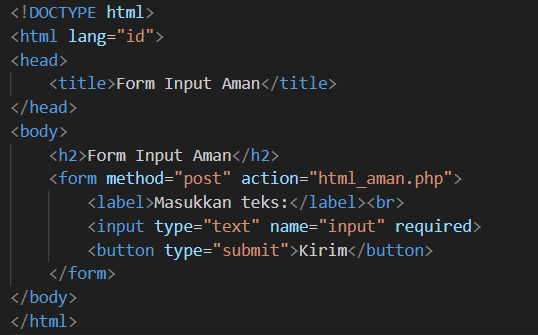 <!DOCTYPE html>
<html lang="id">
<head>
    <title>Form Input Aman</title>
</head>
<body>
    <h2>Form Input Aman</h2>
    <form method="post" action="html_aman.php">
        <label>Masukkan teks:</label><br>
        <input type="text" name="input" required>
        <button type="submit">Kirim</button>
    </form>
</body>
</html>